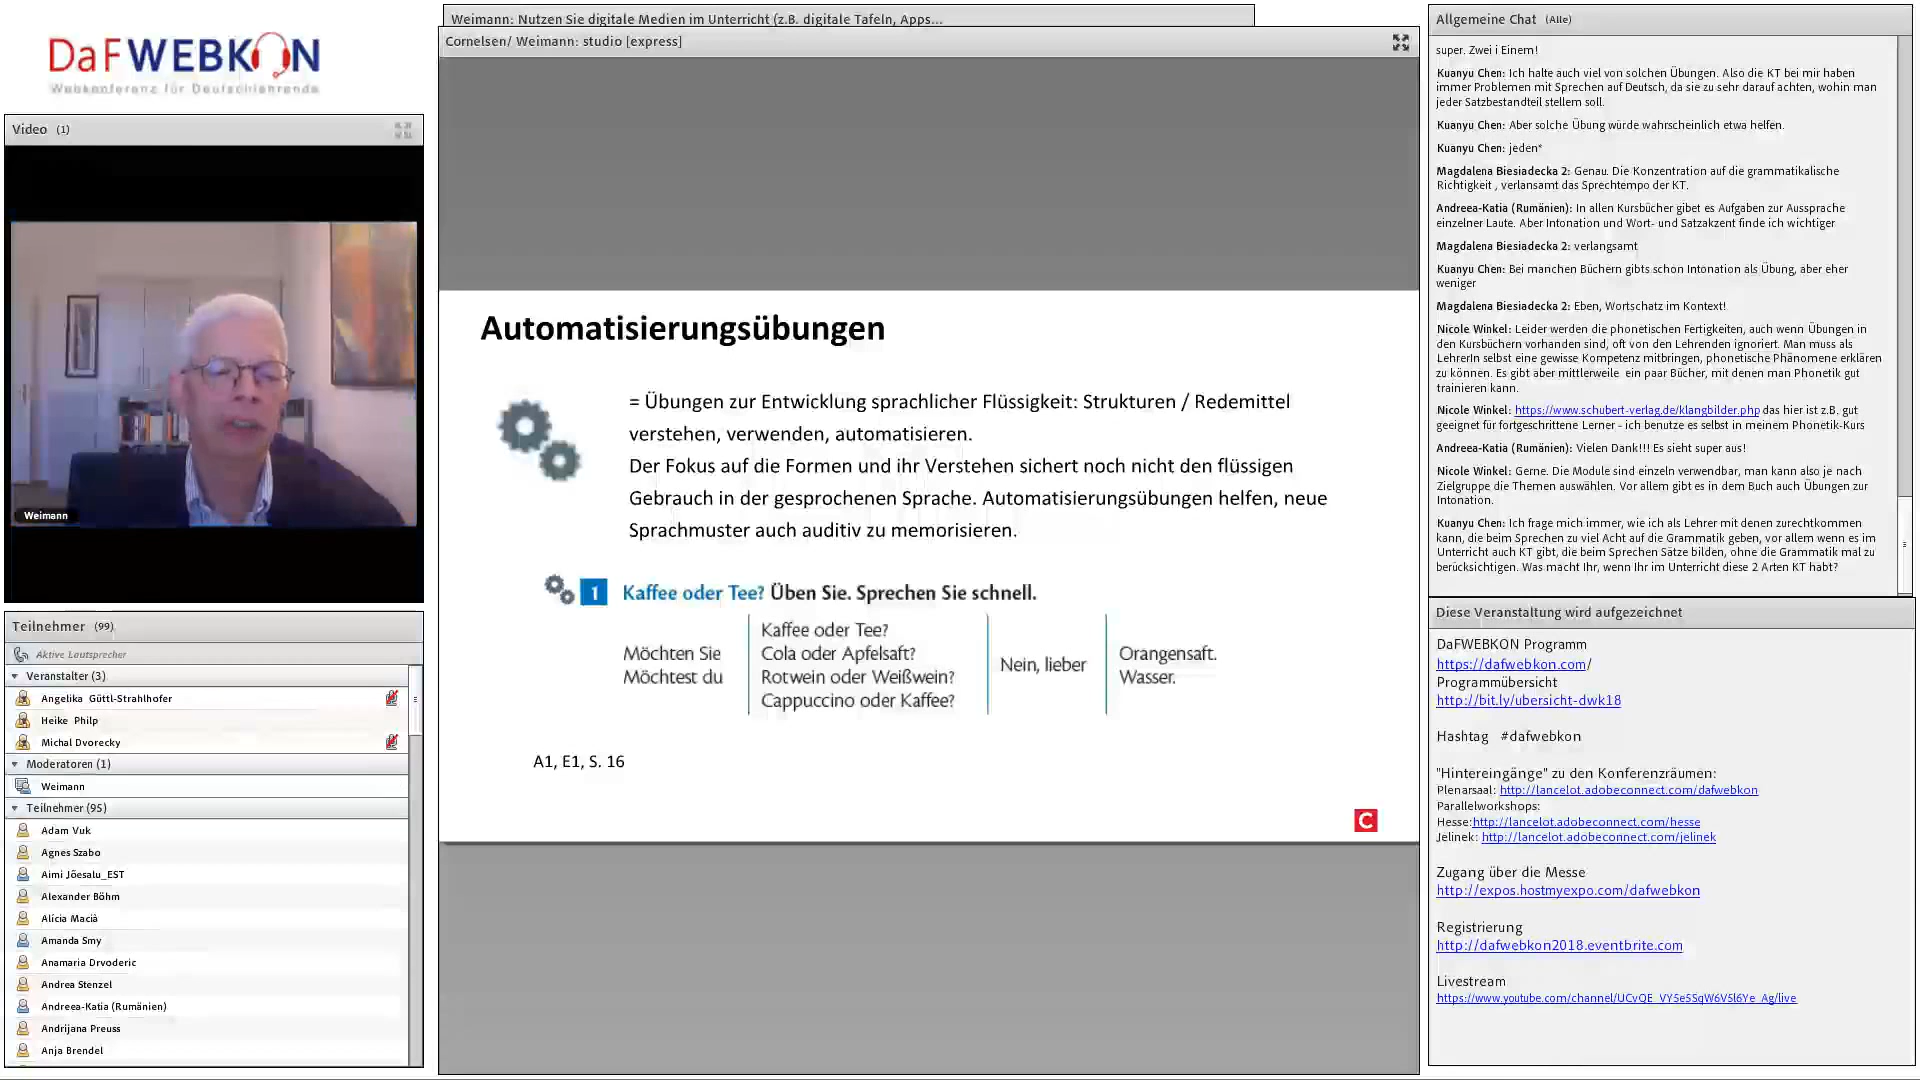 DaFWEBKON
Webkonferenz für Deutschlehrende
Video (1)
Weimann
Teilnehmer (99)
Aktive Lautsprecher
Veranstalter (3)
Angelika Güttl-Strahlhofer
Heike Philp
Michal Dvorecky
Moderatoren (1)
Weimann
Teilnehmer (95)
Adam Vuk
Agnes Szabo
Aimi Jõesalu_EST
Alexander Böhm
Alícia Macià
Amanda Smy
Anamaria Drvoderic
Andrea Stenzel
Andreea-Katia (Rumänien)
Andrijana Preuss
Anja Brendel
Weimann: Nutzen Sie digitale Medien im Unterricht (z.B. digitale Tafeln, Apps...
Cornelsen/ Weimann: studio [express]
Automatisierungsübungen
= Übungen zur Entwicklung sprachlicher Flüssigkeit: Strukturen / Redemittel
verstehen, verwenden, automatisieren.
Der Fokus auf die Formen und ihr Verstehen sichert noch nicht den flüssigen
Gebrauch in der gesprochenen Sprache. Automatisierungsübungen helfen, neue
Sprachmuster auch auditiv zu memorisieren.
1 Kaffee oder Tee? Üben Sie. Sprechen Sie schnell.
Möchten Sie
Möchtest du
Kaffee oder Tee?
Cola oder Apfelsaft?
Rotwein oder Weißwein?
Cappuccino oder Kaffee?
Nein, lieber
Orangensaft.
Wasser.
A1, E1, S. 16
C
Allgemeine Chat (Alle)
super. Zwei i Einem!
Kuanyu Chen: Ich halte auch viel von solchen Übungen. Also die KT bei mir haben
immer Problemen mit Sprechen auf Deutsch, da sie zu sehr darauf achten, wohin man
jeder Satzbestandteil stellem soll.
Kuanyu Chen: Aber solche Übung würde wahrscheinlich etwa helfen.
Kuanyu Chen: jeden*
Magdalena Biesiadecka 2: Genau. Die Konzentration auf die grammatikalische
Richtigkeit , verlansamt das Sprechtempo der KT.
Andreea-Katia (Rumänien): In allen Kursbücher gibet es Aufgaben zur Aussprache
einzelner Laute. Aber Intonation und Wort- und Satzakzent finde ich wichtiger
Magdalena Biesiadecka 2: verlangsamt
Kuanyu Chen: Bei manchen Büchern gibts schon Intonation als Übung, aber eher
weniger
Magdalena Biesiadecka 2: Eben, Wortschatz im Kontext!
Nicole Winkel: Leider werden die phonetischen Fertigkeiten, auch wenn Übungen in
den Kursbüchern vorhanden sind, oft von den Lehrenden ignoriert. Man muss als
LehrerIn selbst eine gewisse Kompetenz mitbringen, phonetische Phänomene erklären
zu können. Es gibt aber mittlerweile ein paar Bücher, mit denen man Phonetik gut
trainieren kann.
Nicole Winkel: https://www.schubert-verlag.de/klangbilder.php das hier ist z.B. gut
geeignet für fortgeschrittene Lerner - ich benutze es selbst in meinem Phonetik-Kurs
Andreea-Katia (Rumänien): Vielen Dank!!! Es sieht super aus!
Nicole Winkel: Gerne. Die Module sind einzeln verwendbar, man kann also je nach
Zielgruppe die Themen auswählen. Vor allem gibt es in dem Buch auch Übungen zur
Intonation.
Kuanyu Chen: Ich frage mich immer, wie ich als Lehrer mit denen zurechtkommen
kann, die beim Sprechen zu viel Acht auf die Grammatik geben, vor allem wenn es im
Unterricht auch KT gibt, die beim Sprechen Sätze bilden, ohne die Grammatik mal zu
berücksichtigen. Was macht Ihr, wenn Ihr im Unterricht diese 2 Arten KT habt?
Diese Veranstaltung wird aufgezeichnet
DaFWEBKON Programm
https://dafwebkon.com/
Programmübersicht
http://bit.ly/ubersicht-dwk18
Hashtag #dafwebkon
"Hintereingänge" zu den Konferenzräumen:
Plenarsaal: http://lancelot.adobeconnect.com/dafwebkon
Parallelworkshops:
Hesse:http://lancelot.adobeconnect.com/hesse
Jelinek: http://lancelot.adobeconnect.com/jelinek
Zugang über die Messe
http://expos.hostmyexpo.com/dafwebkon
Registrierung
http://dafwebkon2018.eventbrite.com
Livestream
https://www.youtube.com/channel/UCvQE_VY5e5SqW6V5l6Ye_Ag/live